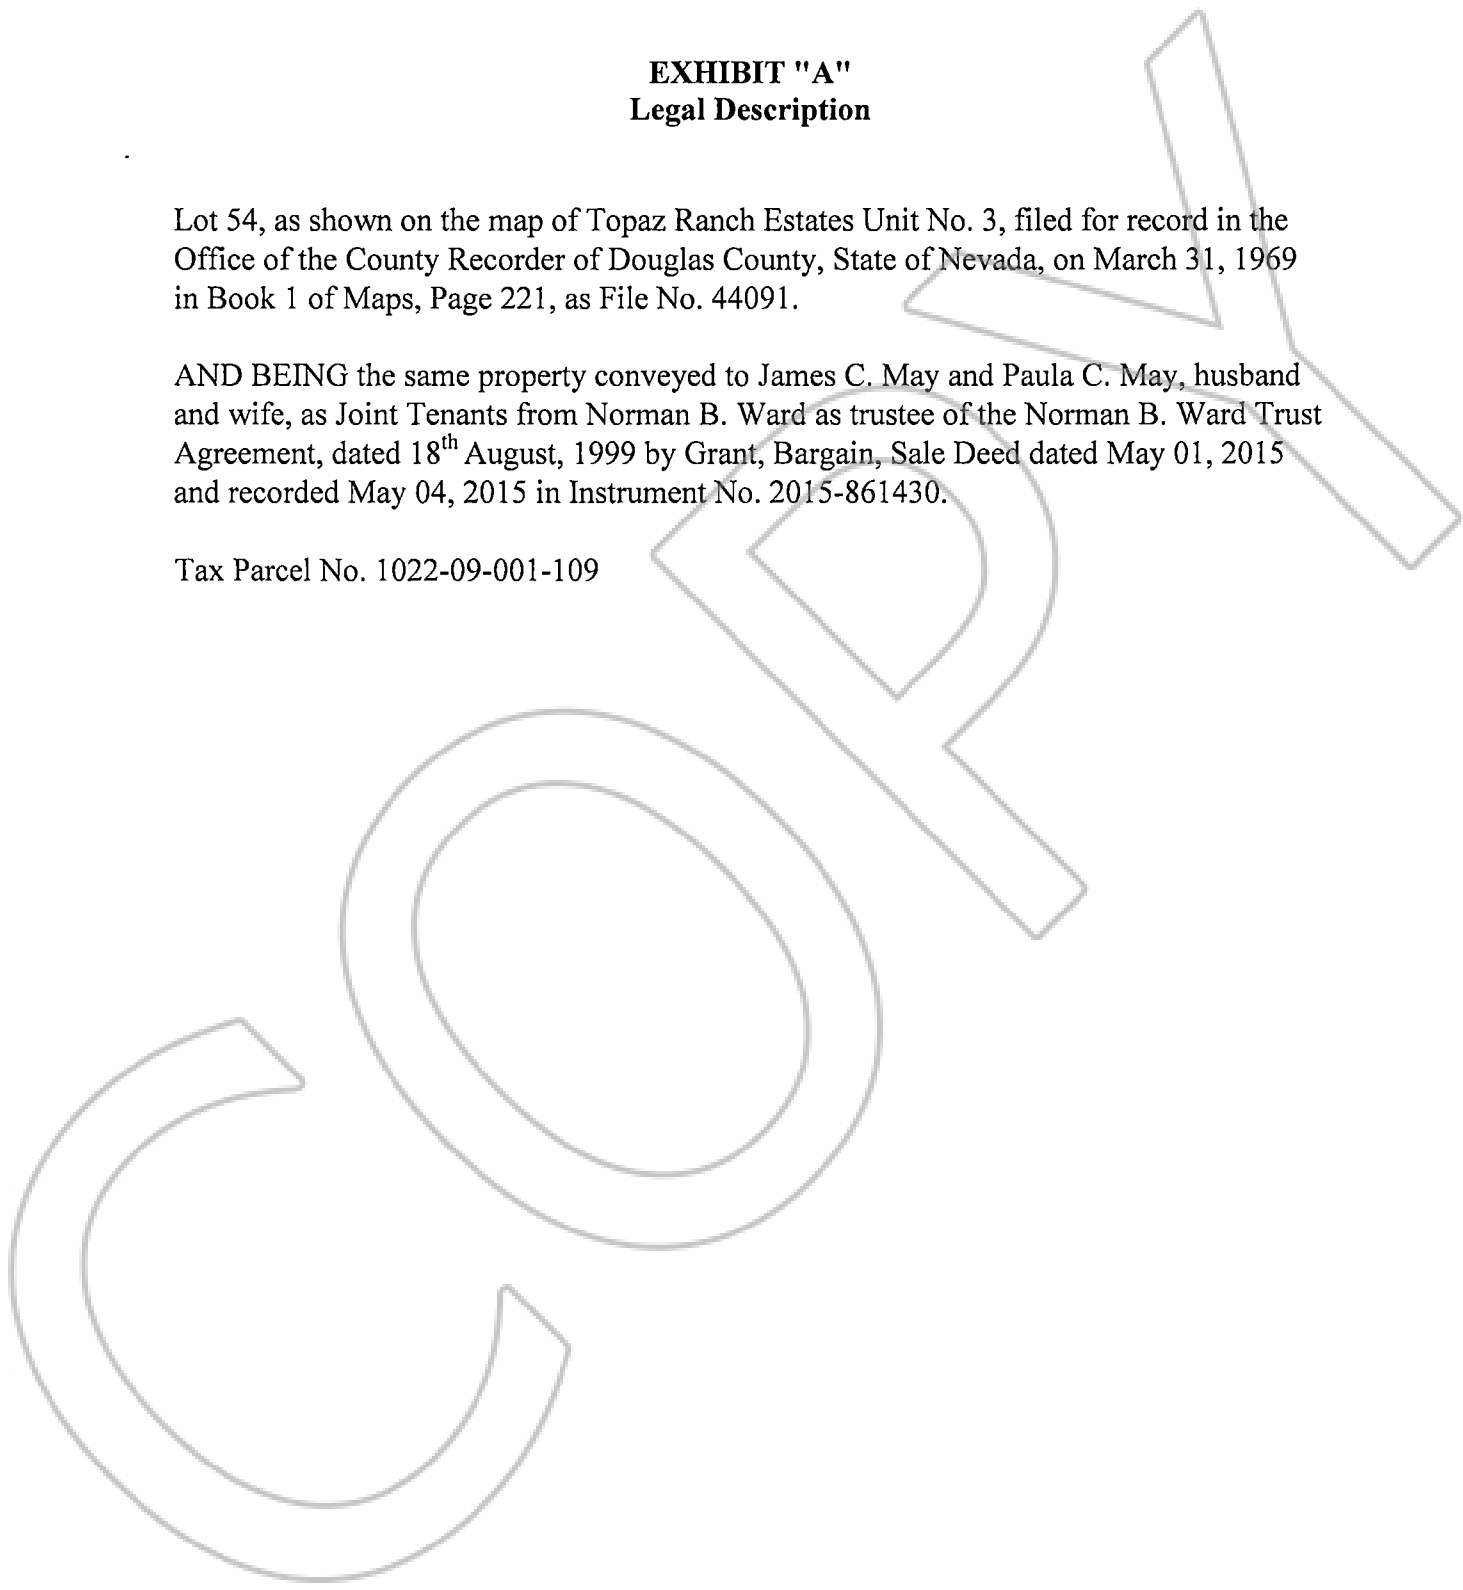 EXHIBIT "A"
Legal Description
Lot 54, as shown on the map of Topaz Ranch Estates Unit No. 3, filed for record in the
Office of the County Recorder of Douglas County, State of Nevada, on March 31, 1969
in Book 1 of Maps, Page 221, as File No. 44091.
AND BEING the same property conveyed to James C. May and Paula C. May, husband
and wife, as Joint Tenants from Norman B. Ward as trustee of the Norman B. Ward Trust
Agreement, dated 18th August, 1999 by Grant, Bargain, Sale Deed dated May 01, 2015
and recorded May 04, 2015 in Instrument No. 2015-861430.
Tax Parcel No. 1022-09-001-109
COPY